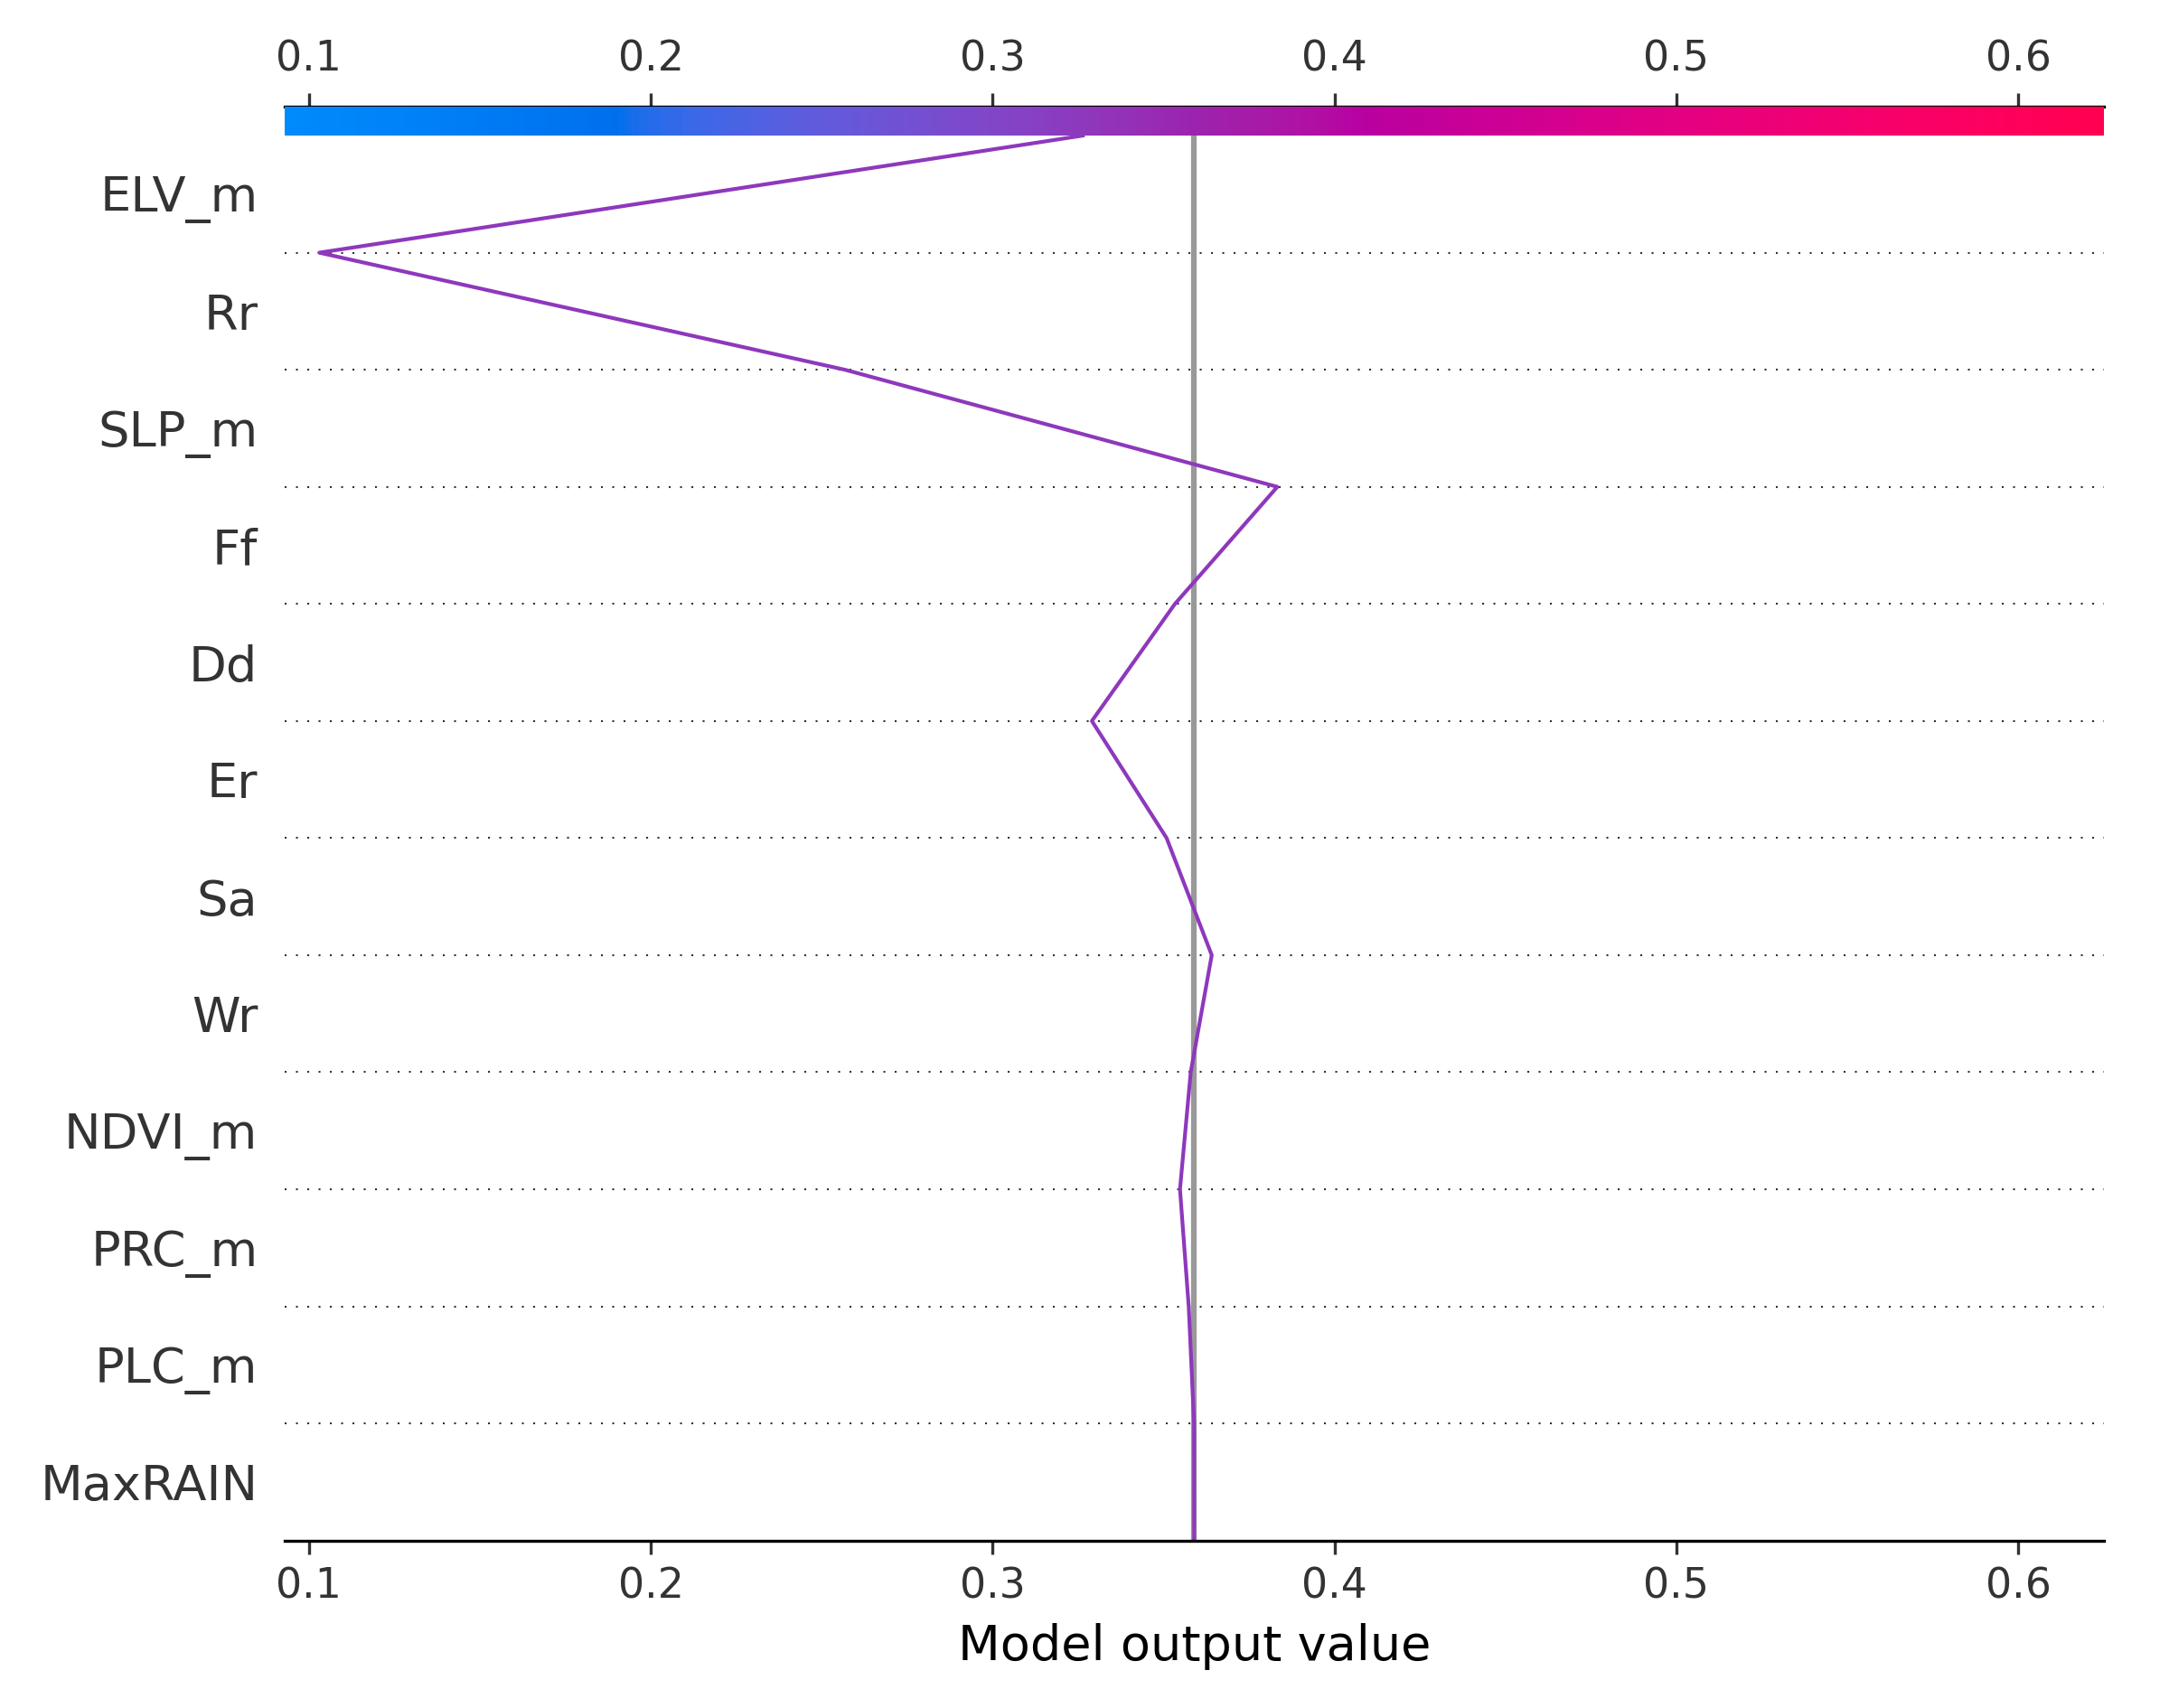 0.1 0.2 0.3 0.4 0.5 0.6
ELV_m
Rr
SLP_m
Ff
Dd
Er
Sa
Wr
NDVI_m
PRC_m
PLC_m
MaxRAIN
0.1 0.2 0.3 0.4 0.5 0.6
Model output value